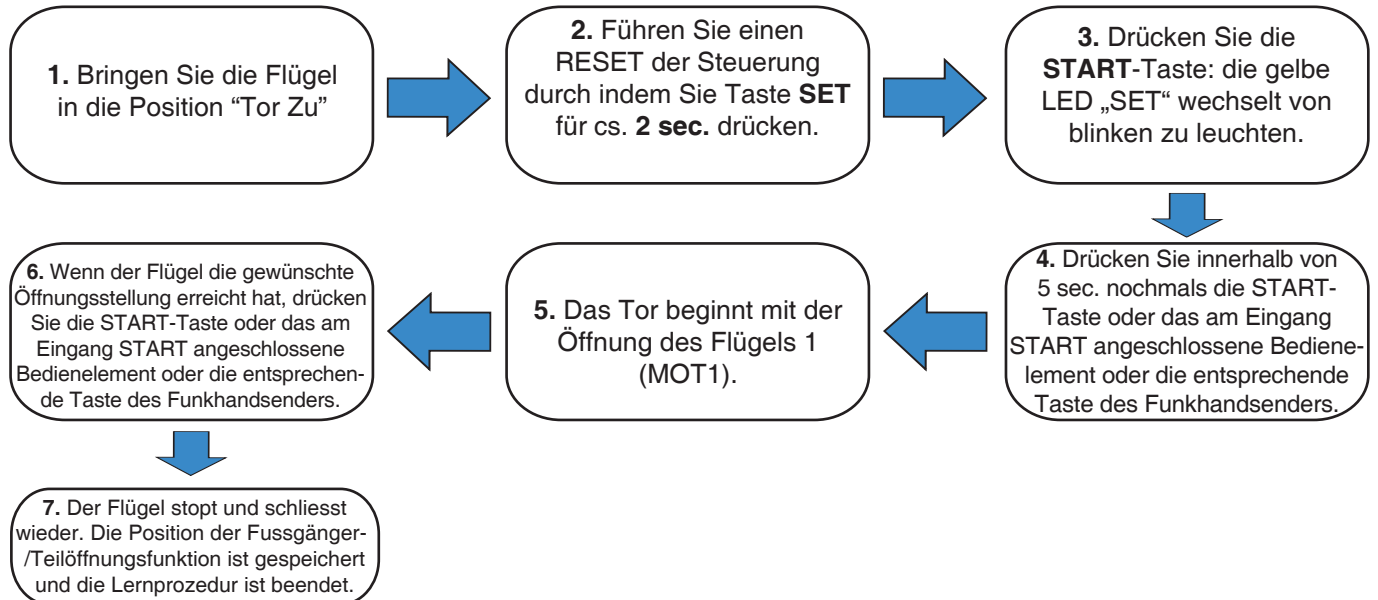 1. Bringen Sie die Flügel
in die Position “Tor Zu”
2. Führen Sie einen
RESET der Steuerung
durch indem Sie Taste SET
für cs. 2 sec. drücken.
3. Drücken Sie die
START-Taste: die gelbe
LED „SET“ wechselt von
blinken zu leuchten.
4. Drücken Sie innerhalb von
5 sec. nochmals die START-
Taste oder das am Eingang
START angeschlossene Bediene-
lement oder die entsprechende
Taste des Funkhandsenders.
5. Das Tor beginnt mit der
Öffnung des Flügels 1
(MOT1).
6. Wenn der Flügel die gewünschte
Öffnungsstellung erreicht hat, drücken
Sie die START-Taste oder das am
Eingang START angeschlossene
Bedienelement oder die entsprechen-
de Taste des Funkhandsenders.
7. Der Flügel stopt und schliesst
wieder. Die Position der Fussgänger-
/Teilöffnungsfunktion ist gespeichert
und die Lernprozedur ist beendet.